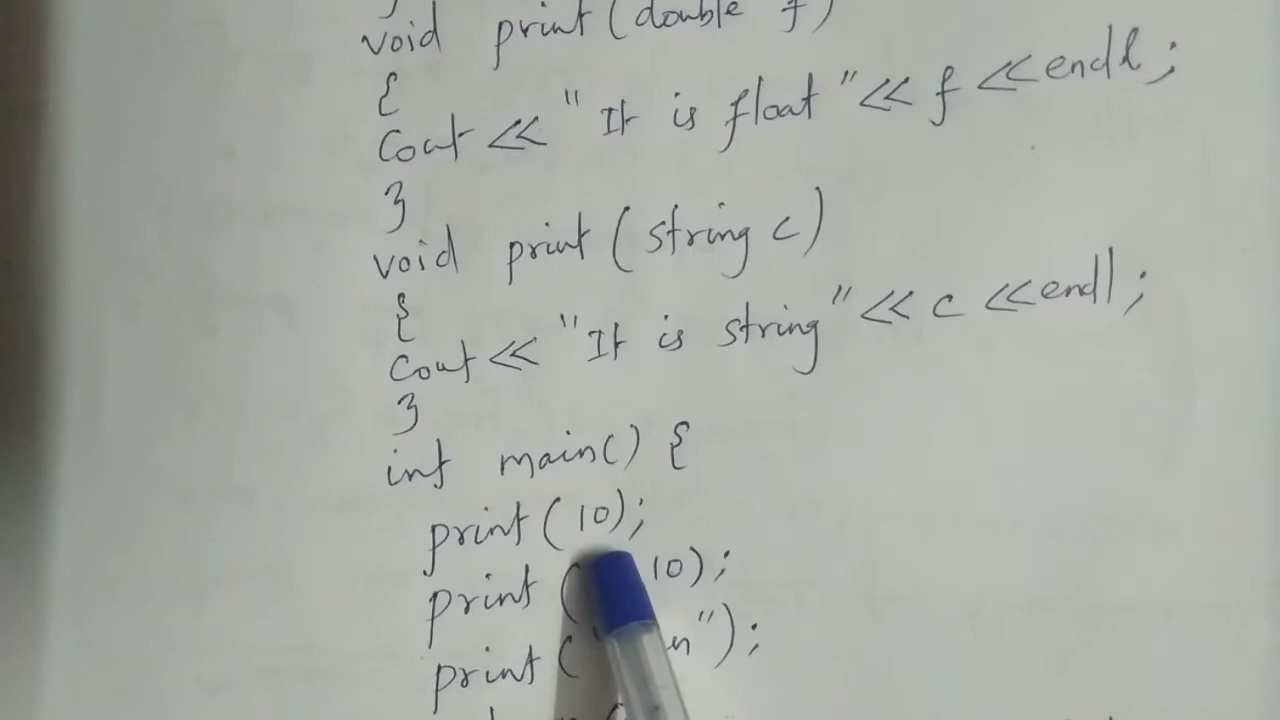 void print(double f)
{
Cout << "It is float" << f << endl;
}
void print (string c)
{
Cout << "It is string" << c << endl;
}
int main() {
print (10);
print ( 10);
print ( ");